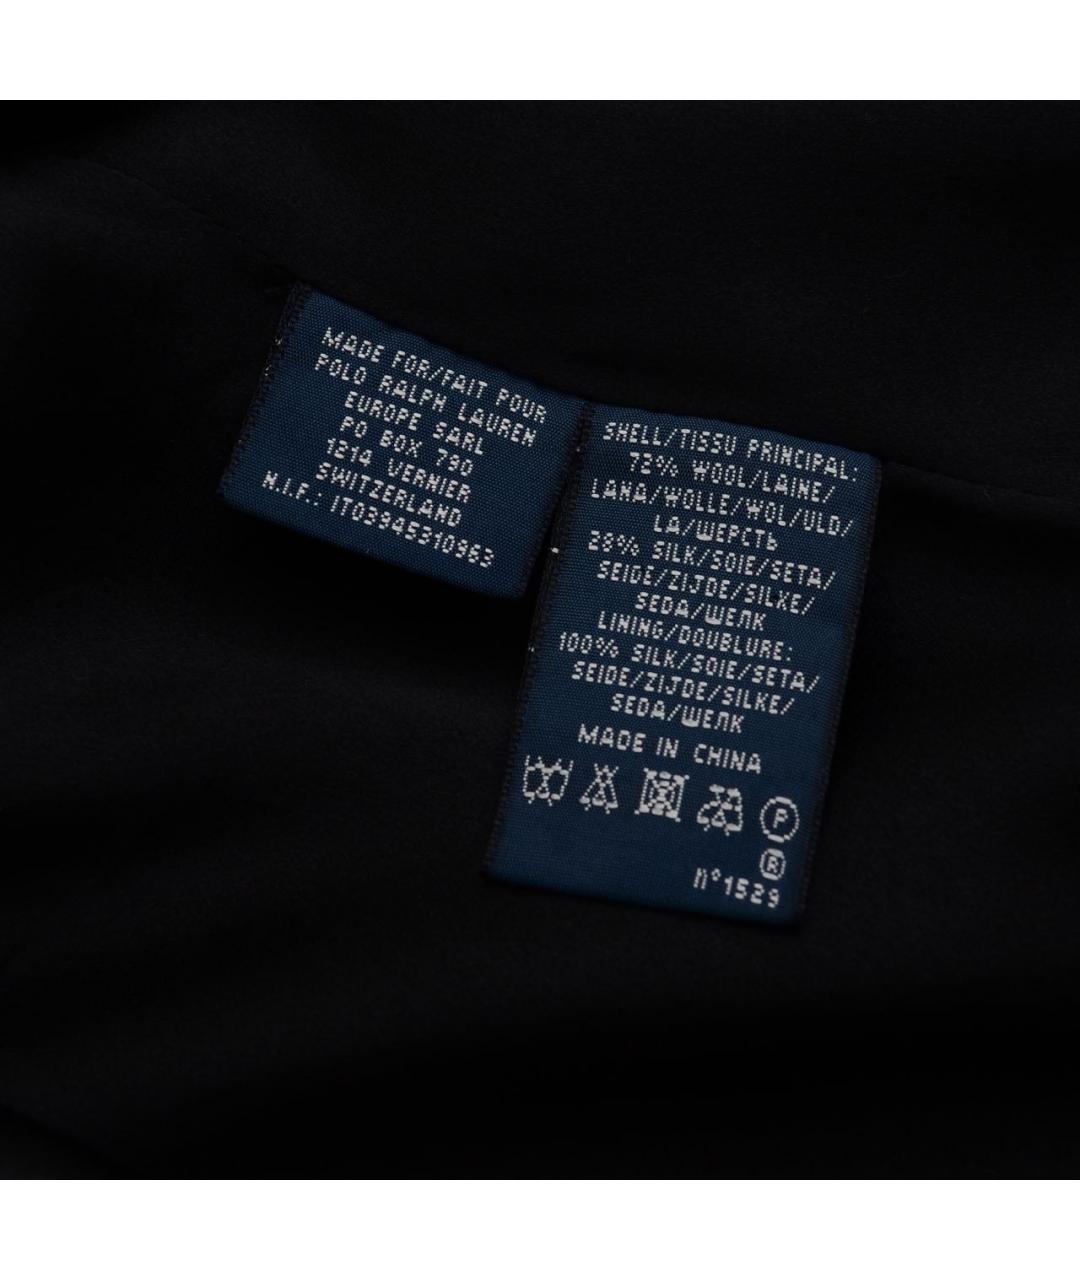 MADE FOR/FAIT POUR
POLO RALPH LAUREN
EUROPE SARL
PO BOX 790
1214 VERNIER
SWITZERLAND
N.I.F.: IT03945310963
SHELL/TISSU PRINCIPAL:
72% WOOL/LAINE/
LANA/WOLLE/WOL/ULD/
LA/ШЕРСТЬ
28% SILK/SOIE/SETA/
SEIDE/ZIJDE/SILKE/
SEDA/ШЕЛК
LINING/DOUBLURE:
100% SILK/SOIE/SETA/
SEIDE/ZIJDE/SILKE/
SEDA/ШЕЛК
MADE IN CHINA
P
®
n°1529